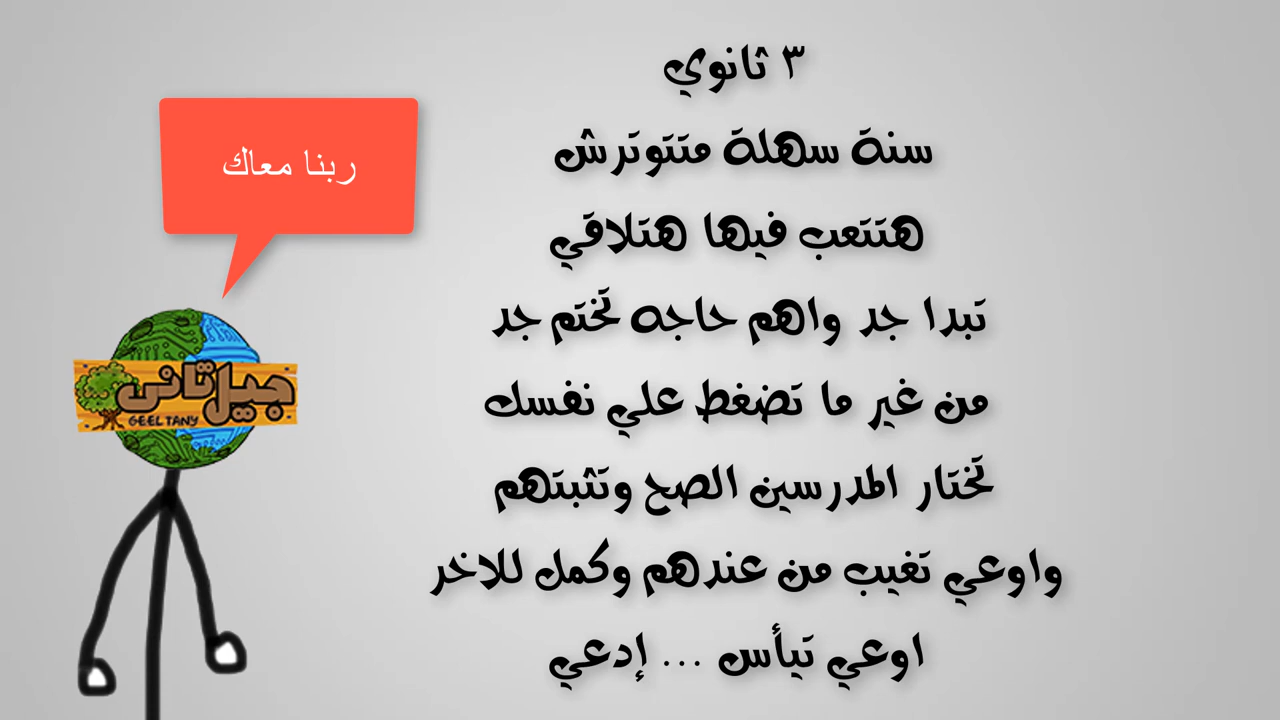 ٣ ثانوي
سنة سهلة متتوترش
هتتعب فيها هتلاقي
تبدا جد واهم حاجه تختم جد
من غير ما تضغط علي نفسك
تختار المدرسين الصح وتثبتهم
واوعي تغيب من عندهم وكمل للاخر
اوعي تيأس ... إدعي
ربنا معاك
جيل تانى
GEEL TANY